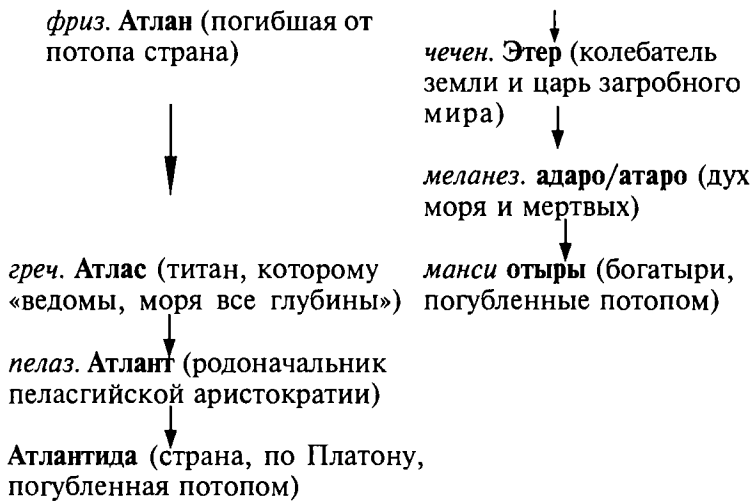 фриз. Атлан (погибшая от
потопа страна)
греч. Атлас (титан, которому
«ведомы, моря все глубины»)
пелаз. Атлант (родоначальник
пеласгийской аристократии)
Атлантида (страна, по Платону,
погубленная потопом)
чечен. Этер (колебатель
земли и царь загробного
мира)
меланез. адаро/атаро (дух
моря и мертвых)
манси отыры (богатыри,
погубленные потопом)